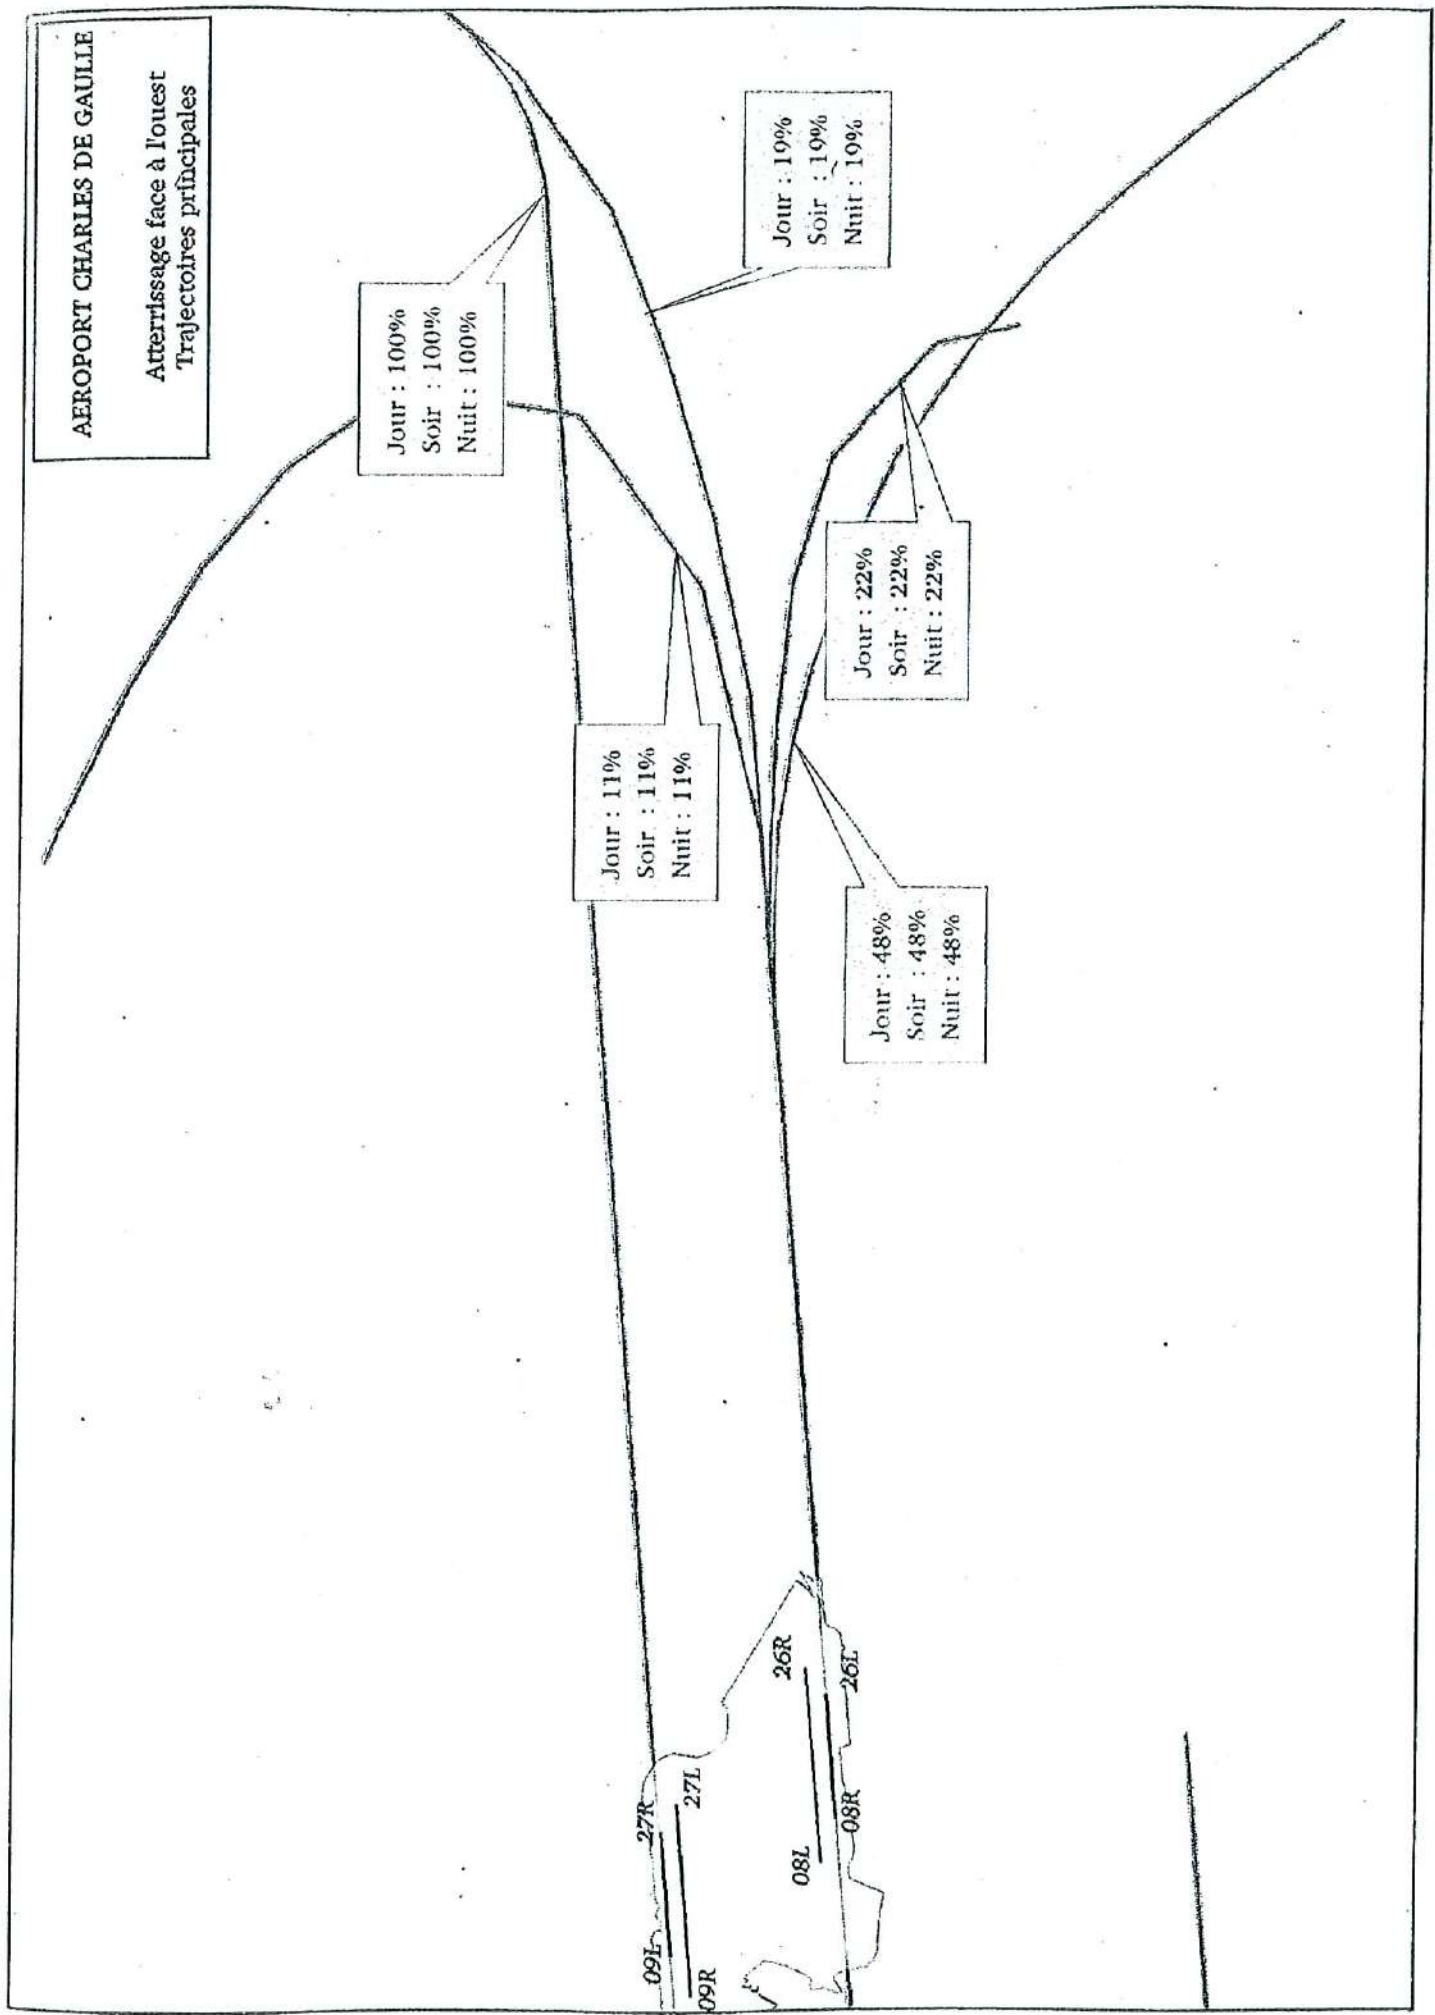 AEROPORT CHARLES DE GAULLE
Atterrissage face à l'ouest
Trajectoires principales
Jour : 100%
Soir : 100%
Nuit : 100%
Jour : 19%
Soir : 19%
Nuit : 19%
Jour : 11%
Soir : 11%
Nuit : 11%
Jour : 22%
Soir : 22%
Nuit : 22%
Jour : 48%
Soir : 48%
Nuit : 48%
09L
27R
09R
27L
08L
26R
08R
26L